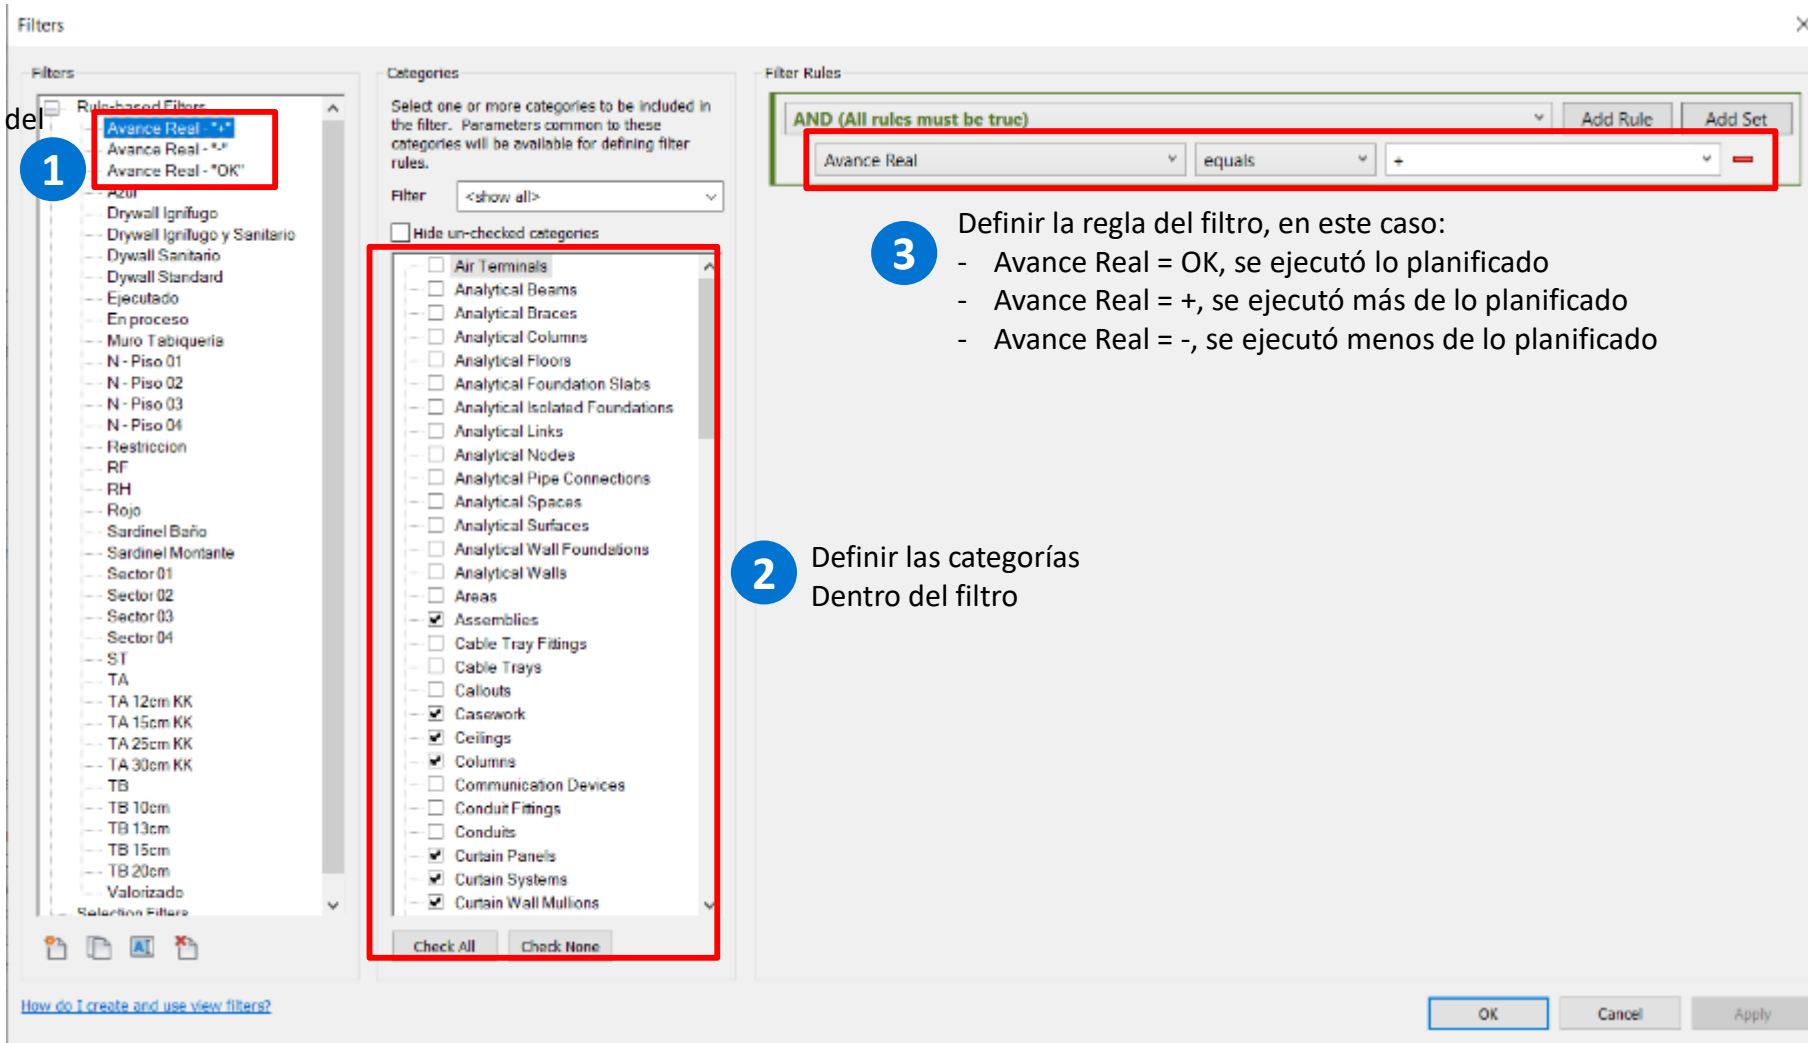 Filters
Filters
del
Rule-based Filters
Avance Real - "+"
Avance Real - "-"
Avance Real - "OK"
1
Azul
Drywall Ignífugo
Drywall Ignífugo y Sanitario
Dywall Sanitario
Dywall Standard
Ejecutado
En proceso
Muro Tabiquería
N - Piso 01
N - Piso 02
N - Piso 03
N - Piso 04
Restriccion
RF
RH
Rojo
Sardinel Baño
Sardinel Montante
Sector 01
Sector 02
Sector 03
Sector 04
ST
TA
TA 12cm KK
TA 15cm KK
TA 25cm KK
TA 30cm KK
TB
TB 10cm
TB 13cm
TB 15cm
TB 20cm
Valorizado
Selection Filters
How do I create and use view filters?
Categories
Select one or more categories to be included in
the filter. Parameters common to these
categories will be available for defining filter
rules.
Filter <show all>
Hide un-checked categories
Air Terminals
Analytical Beams
Analytical Braces
Analytical Columns
Analytical Floors
Analytical Foundation Slabs
Analytical Isolated Foundations
Analytical Links
Analytical Nodes
Analytical Pipe Connections
Analytical Spaces
Analytical Surfaces
Analytical Wall Foundations
Analytical Walls
Areas
Assemblies
Cable Tray Fittings
Cable Trays
Callouts
Casework
Ceilings
Columns
Communication Devices
Conduit Fittings
Conduits
Curtain Panels
Curtain Systems
Curtain Wall Mullions
Check All Check None
Filter Rules
AND (All rules must be true) Add Rule Add Set
Avance Real equals +
3
Definir la regla del filtro, en este caso:
- Avance Real = OK, se ejecutó lo planificado
- Avance Real = +, se ejecutó más de lo planificado
- Avance Real = -, se ejecutó menos de lo planificado
2
Definir las categorías
Dentro del filtro
OK Cancel Apply